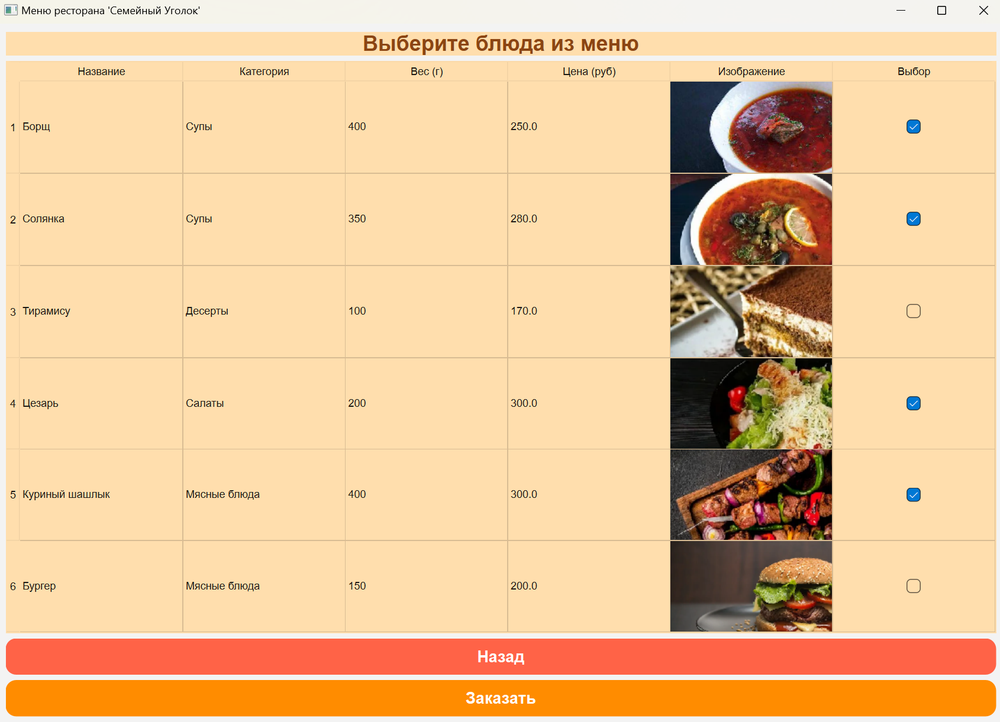 Меню ресторана 'Семейный Уголок'
Выберите блюда из меню
Название Категория Вес (г) Цена (руб) Изображение Выбор
1 Борщ Супы 400 250.0
2 Солянка Супы 350 280.0
3 Тирамису Десерты 100 170.0
4 Цезарь Салаты 200 300.0
5 Куриный шашлык Мясные блюда 400 300.0
6 Бургер Мясные блюда 150 200.0
Назад
Заказать